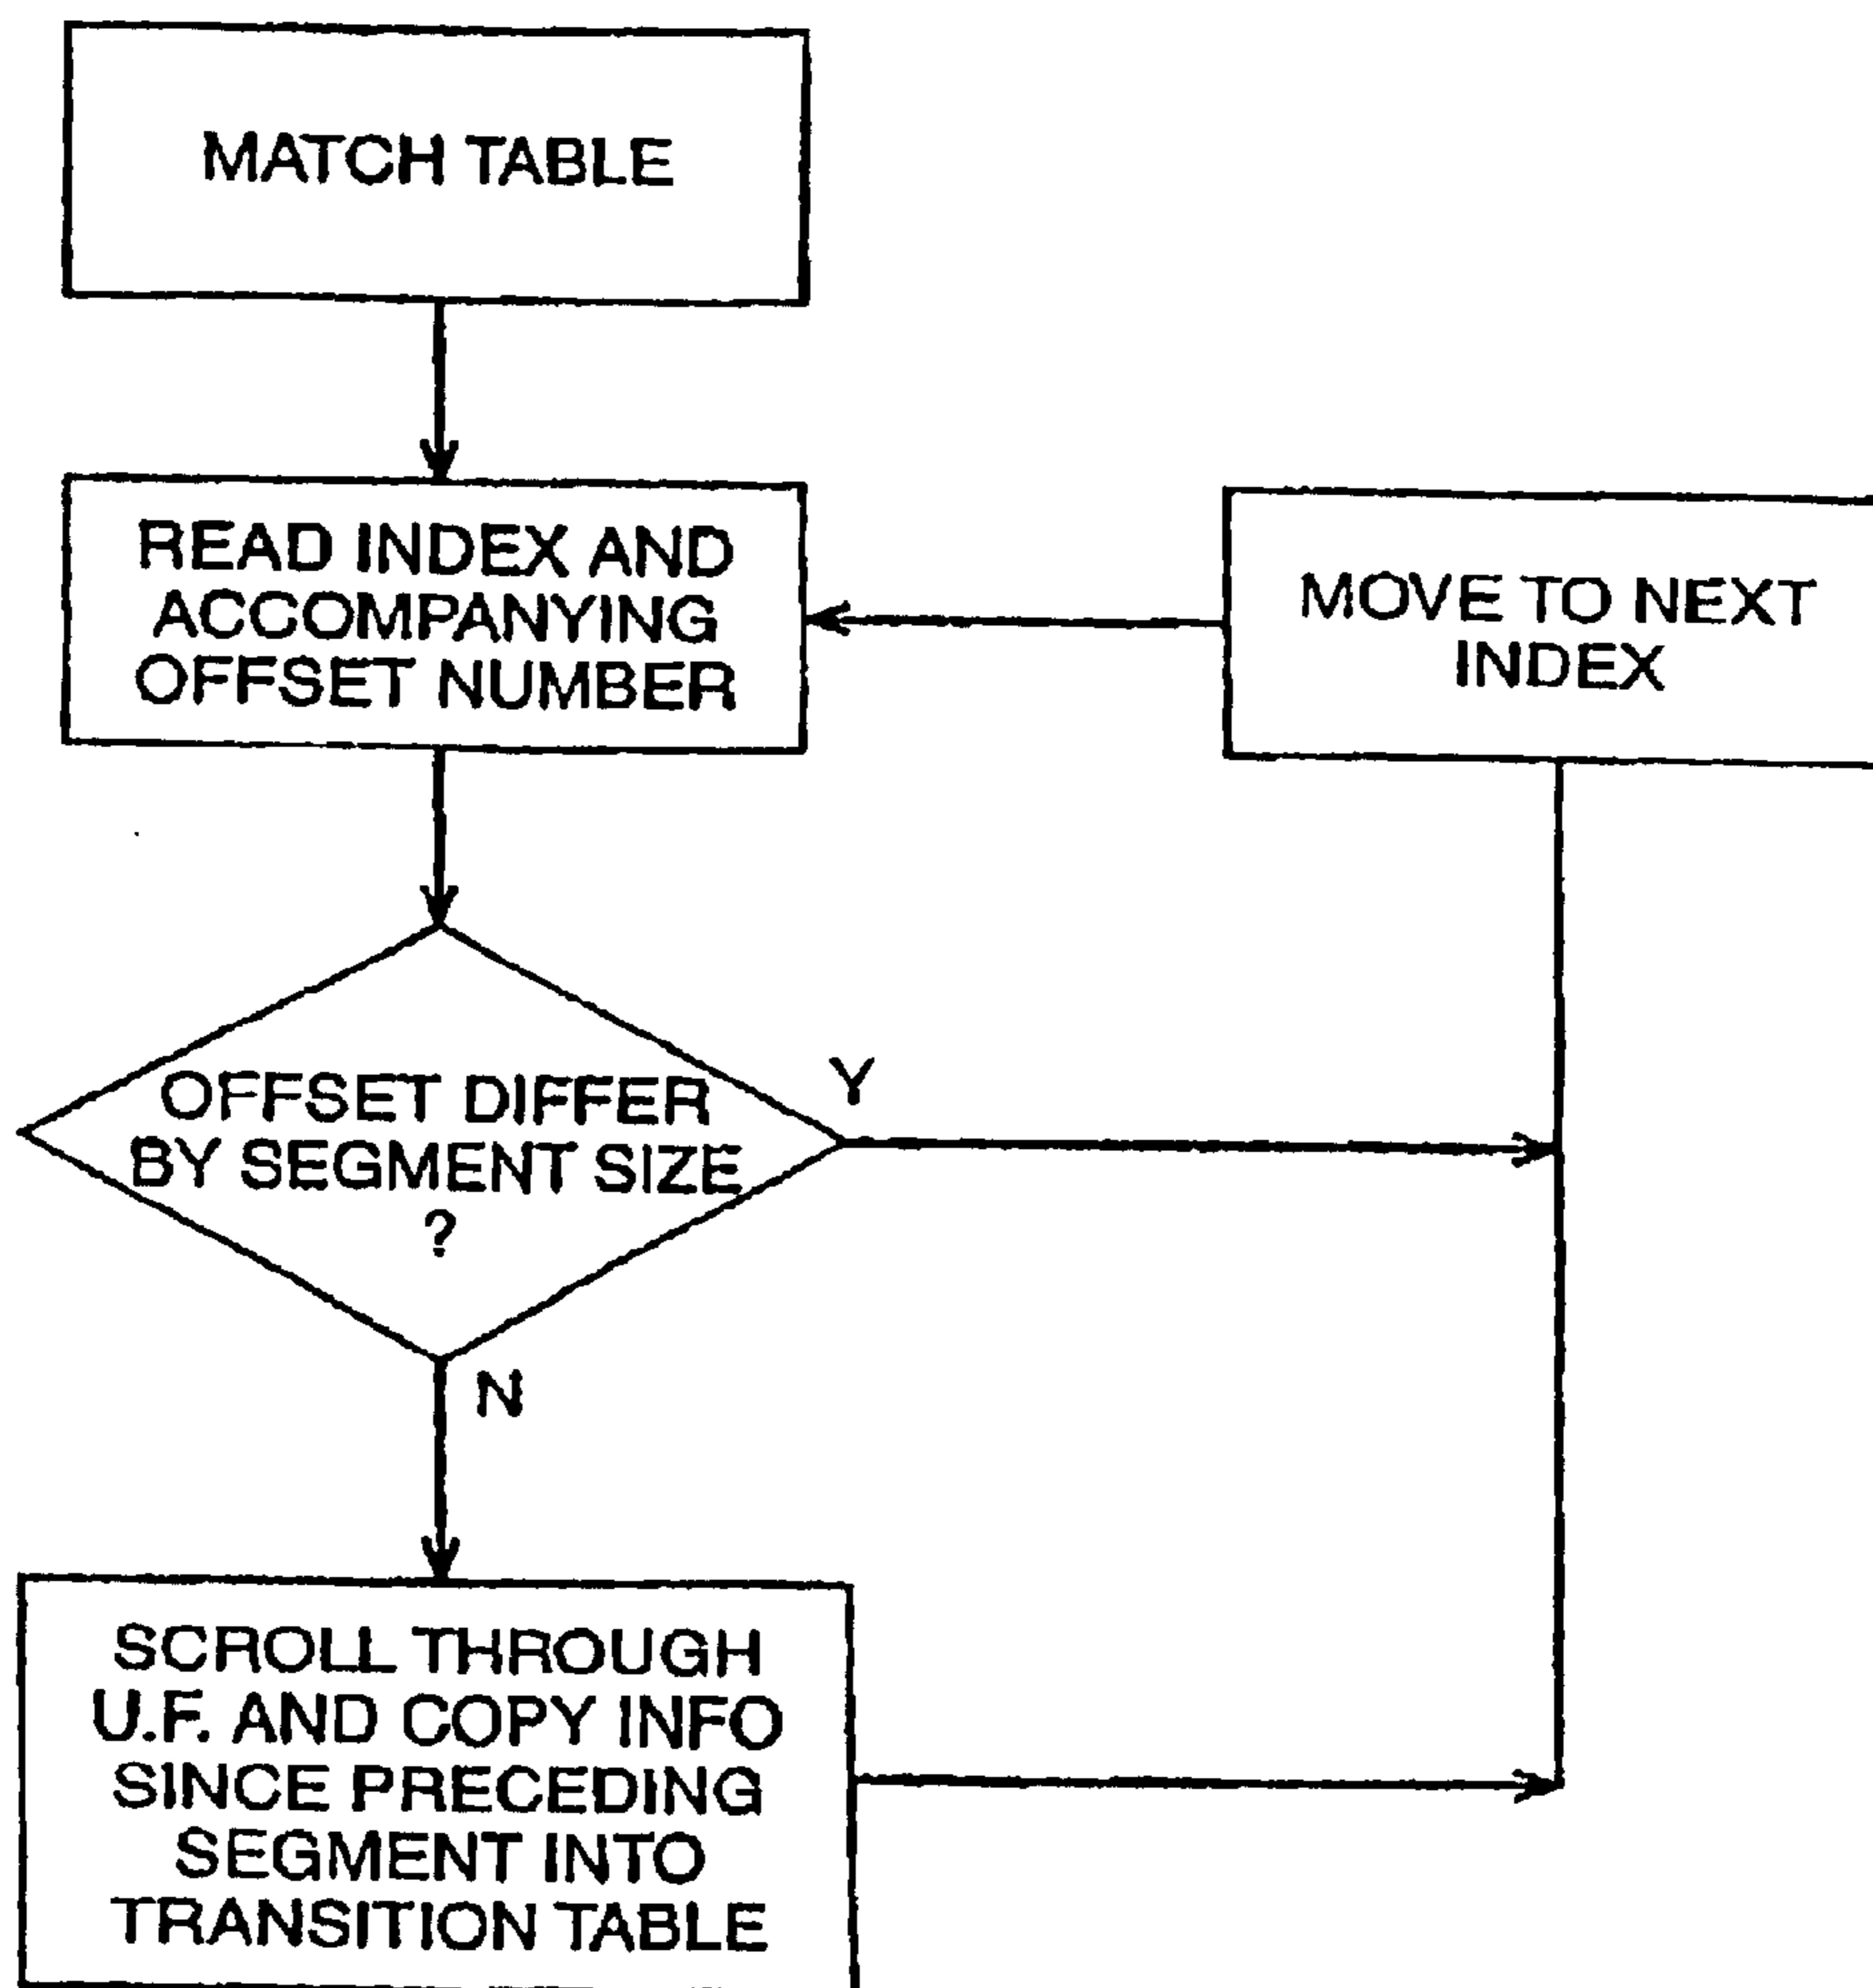 MATCH TABLE
READ INDEX AND
ACCOMPANYING
OFFSET NUMBER
MOVE TO NEXT
INDEX
OFFSET DIFFER
BY SEGMENT SIZE
?
Y
N
SCROLL THROUGH
U.F. AND COPY INFO
SINCE PRECEDING
SEGMENT INTO
TRANSITION TABLE